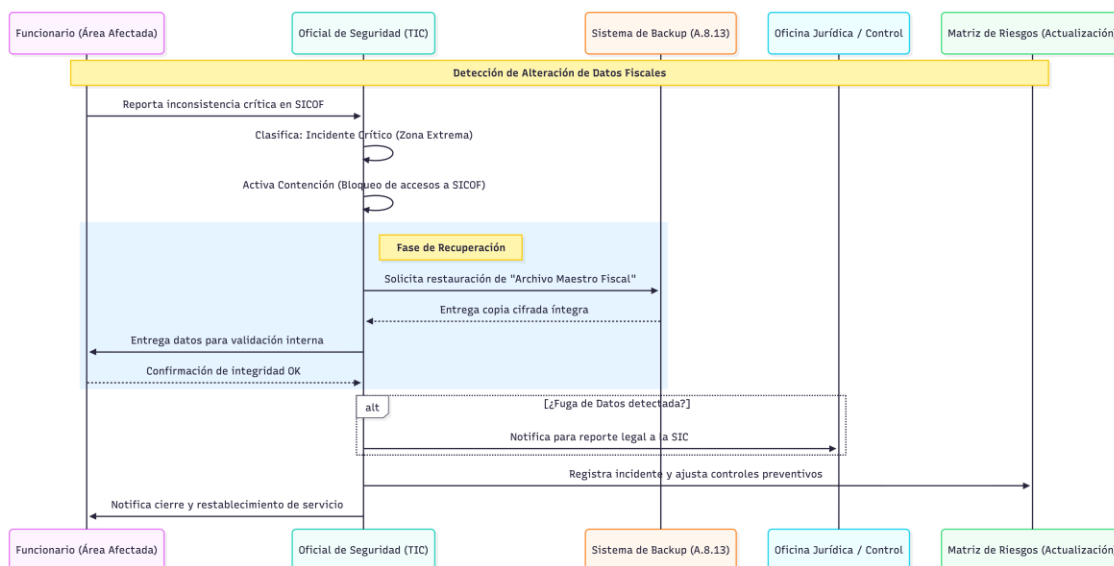 Funcionario (Área Afectada)
Oficial de Seguridad (TIC)
Sistema de Backup (A.8.13)
Oficina Jurídica / Control
Matriz de Riesgos (Actualización)
Detección de Alteración de Datos Fiscales
Reporta inconsistencia crítica en SICOF
Clasifica: Incidente Crítico (Zona Extrema)
Activa Contención (Bloqueo de accesos a SICOF)
Fase de Recuperación
Solicita restauración de "Archivo Maestro Fiscal"
Entrega copia cifrada íntegra
Entrega datos para validación interna
Confirmación de integridad OK
alt
[¿Fuga de Datos detectada?]
Notifica para reporte legal a la SIC
Registra incidente y ajusta controles preventivos
Notifica cierre y restablecimiento de servicio
Funcionario (Área Afectada)
Oficial de Seguridad (TIC)
Sistema de Backup (A.8.13)
Oficina Jurídica / Control
Matriz de Riesgos (Actualización)